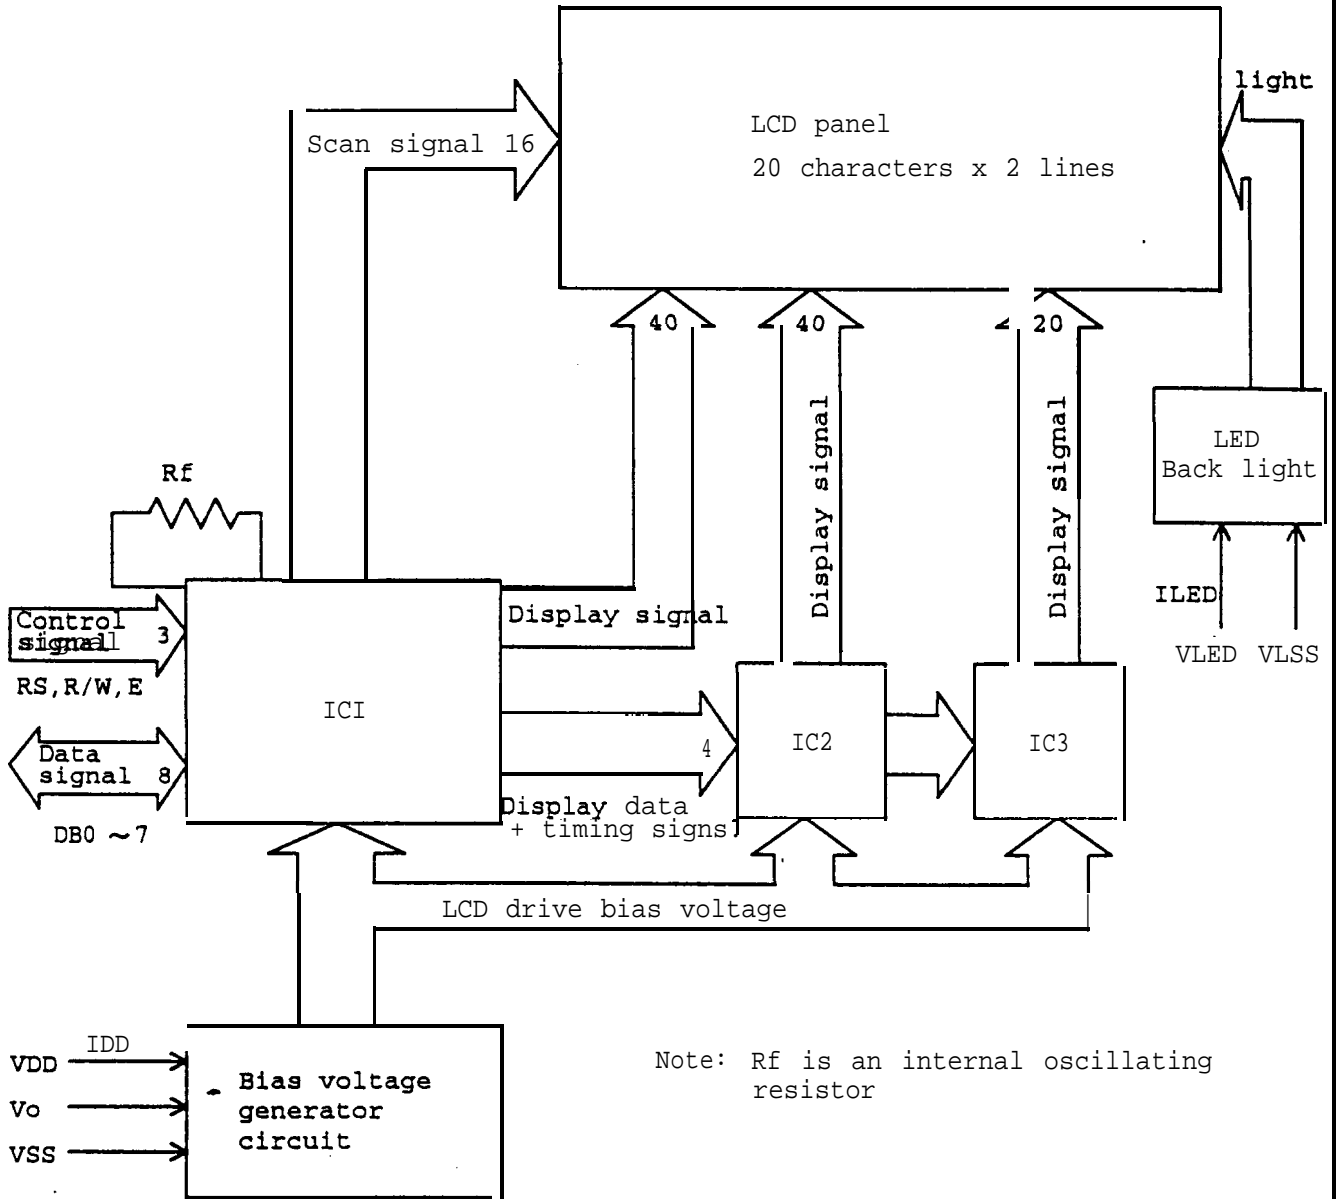 light
LCD panel
Scan signal 16
20 characters x 2 lines
40
40
20
Display signal
Display signal
LED
Back light
Rf
ILED
Control
signal 3
Display signal
VLED VLSS
RS,R/W,E
ICI
4
IC2
IC3
Data
signal 8
Display data
+ timing signs.
DB0 ~7
LCD drive bias voltage
IDD
VDD
Note: Rf is an internal oscillating
resistor
Bias voltage
Vo
generator
circuit
VSS